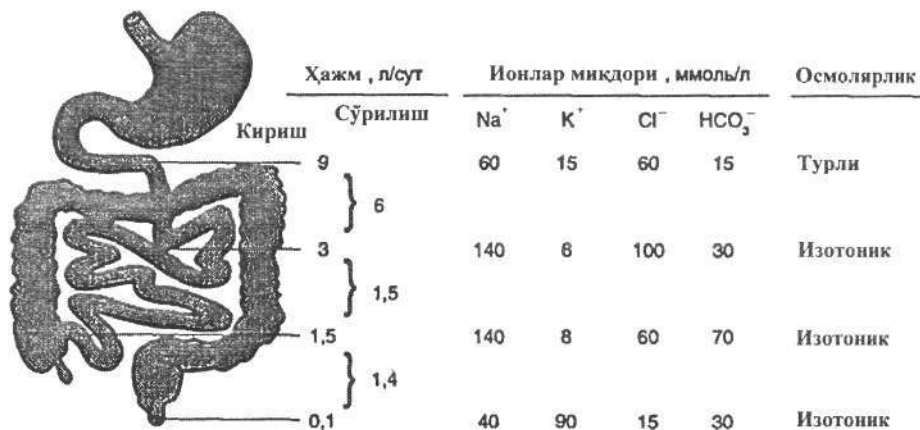 Ҳажм , л/сут Ионлар миқдори , ммоль/л Осмолярлик
Кириш Сўрилиш Na⁺ K⁺ Cl⁻ HCO₃⁻
9 60 15 60 15 Турли
6
3 140 6 100 30 Изотоник
1,5
1,5 140 8 60 70 Изотоник
1,4
0,1 40 90 15 30 Изотоник